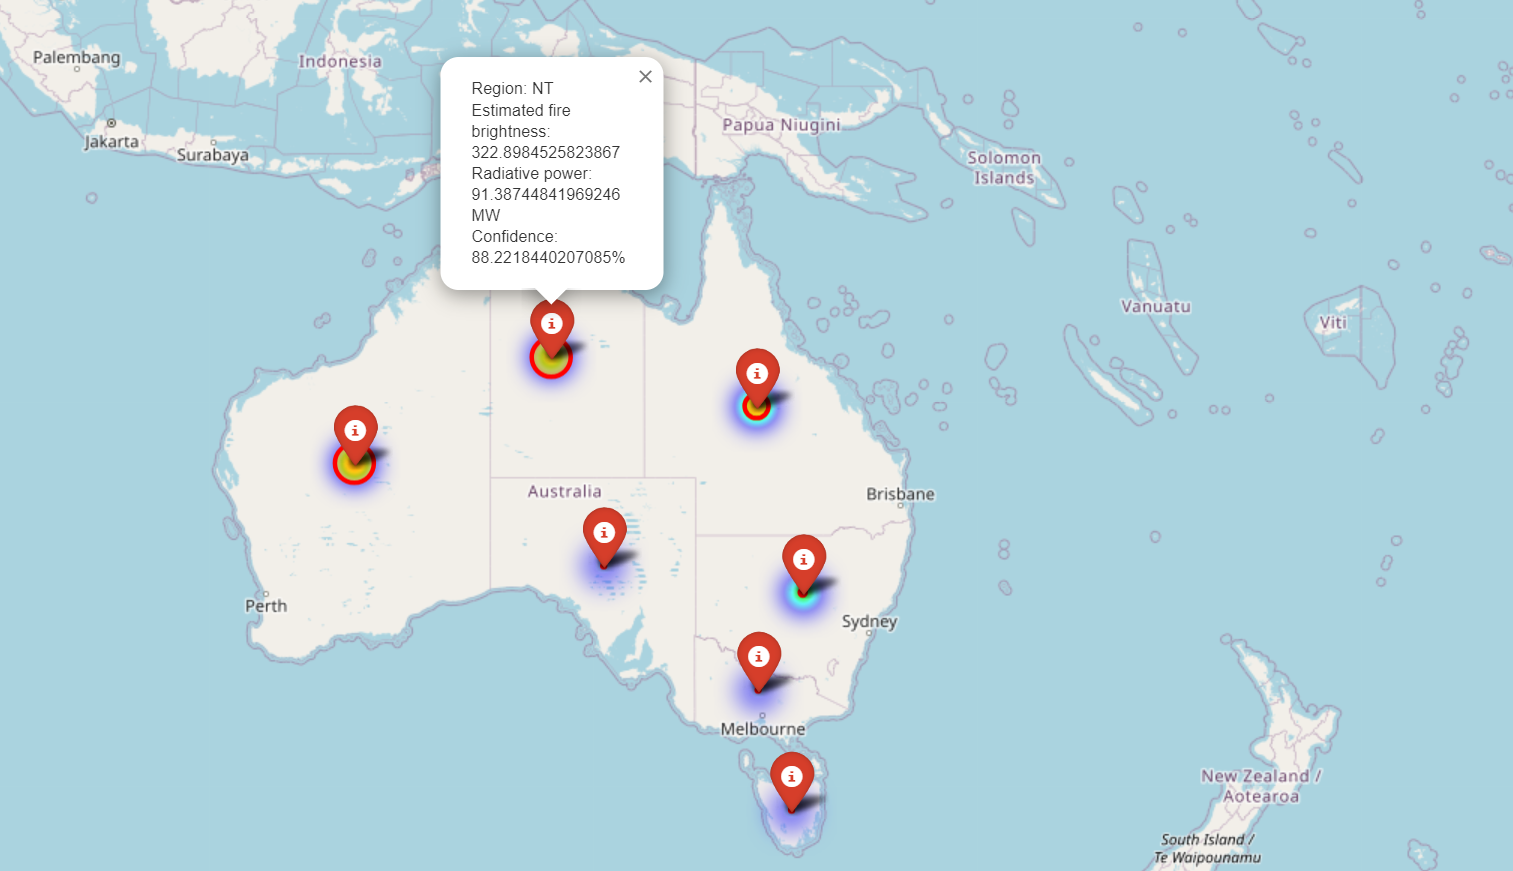 Palembang
Indonesia
Jakarta
Surabaya
Region: NT
Estimated fire
brightness:
322.8984525823867
Radiative power:
91.38744841969246
MW
Confidence:
88.2218440207085%
Papua Niugini
Solomon
Islands
Vanuatu
Viti
Australia
Brisbane
Perth
Sydney
Melbourne
New Zealand /
Aotearoa
South Island /
Te Waipounamu